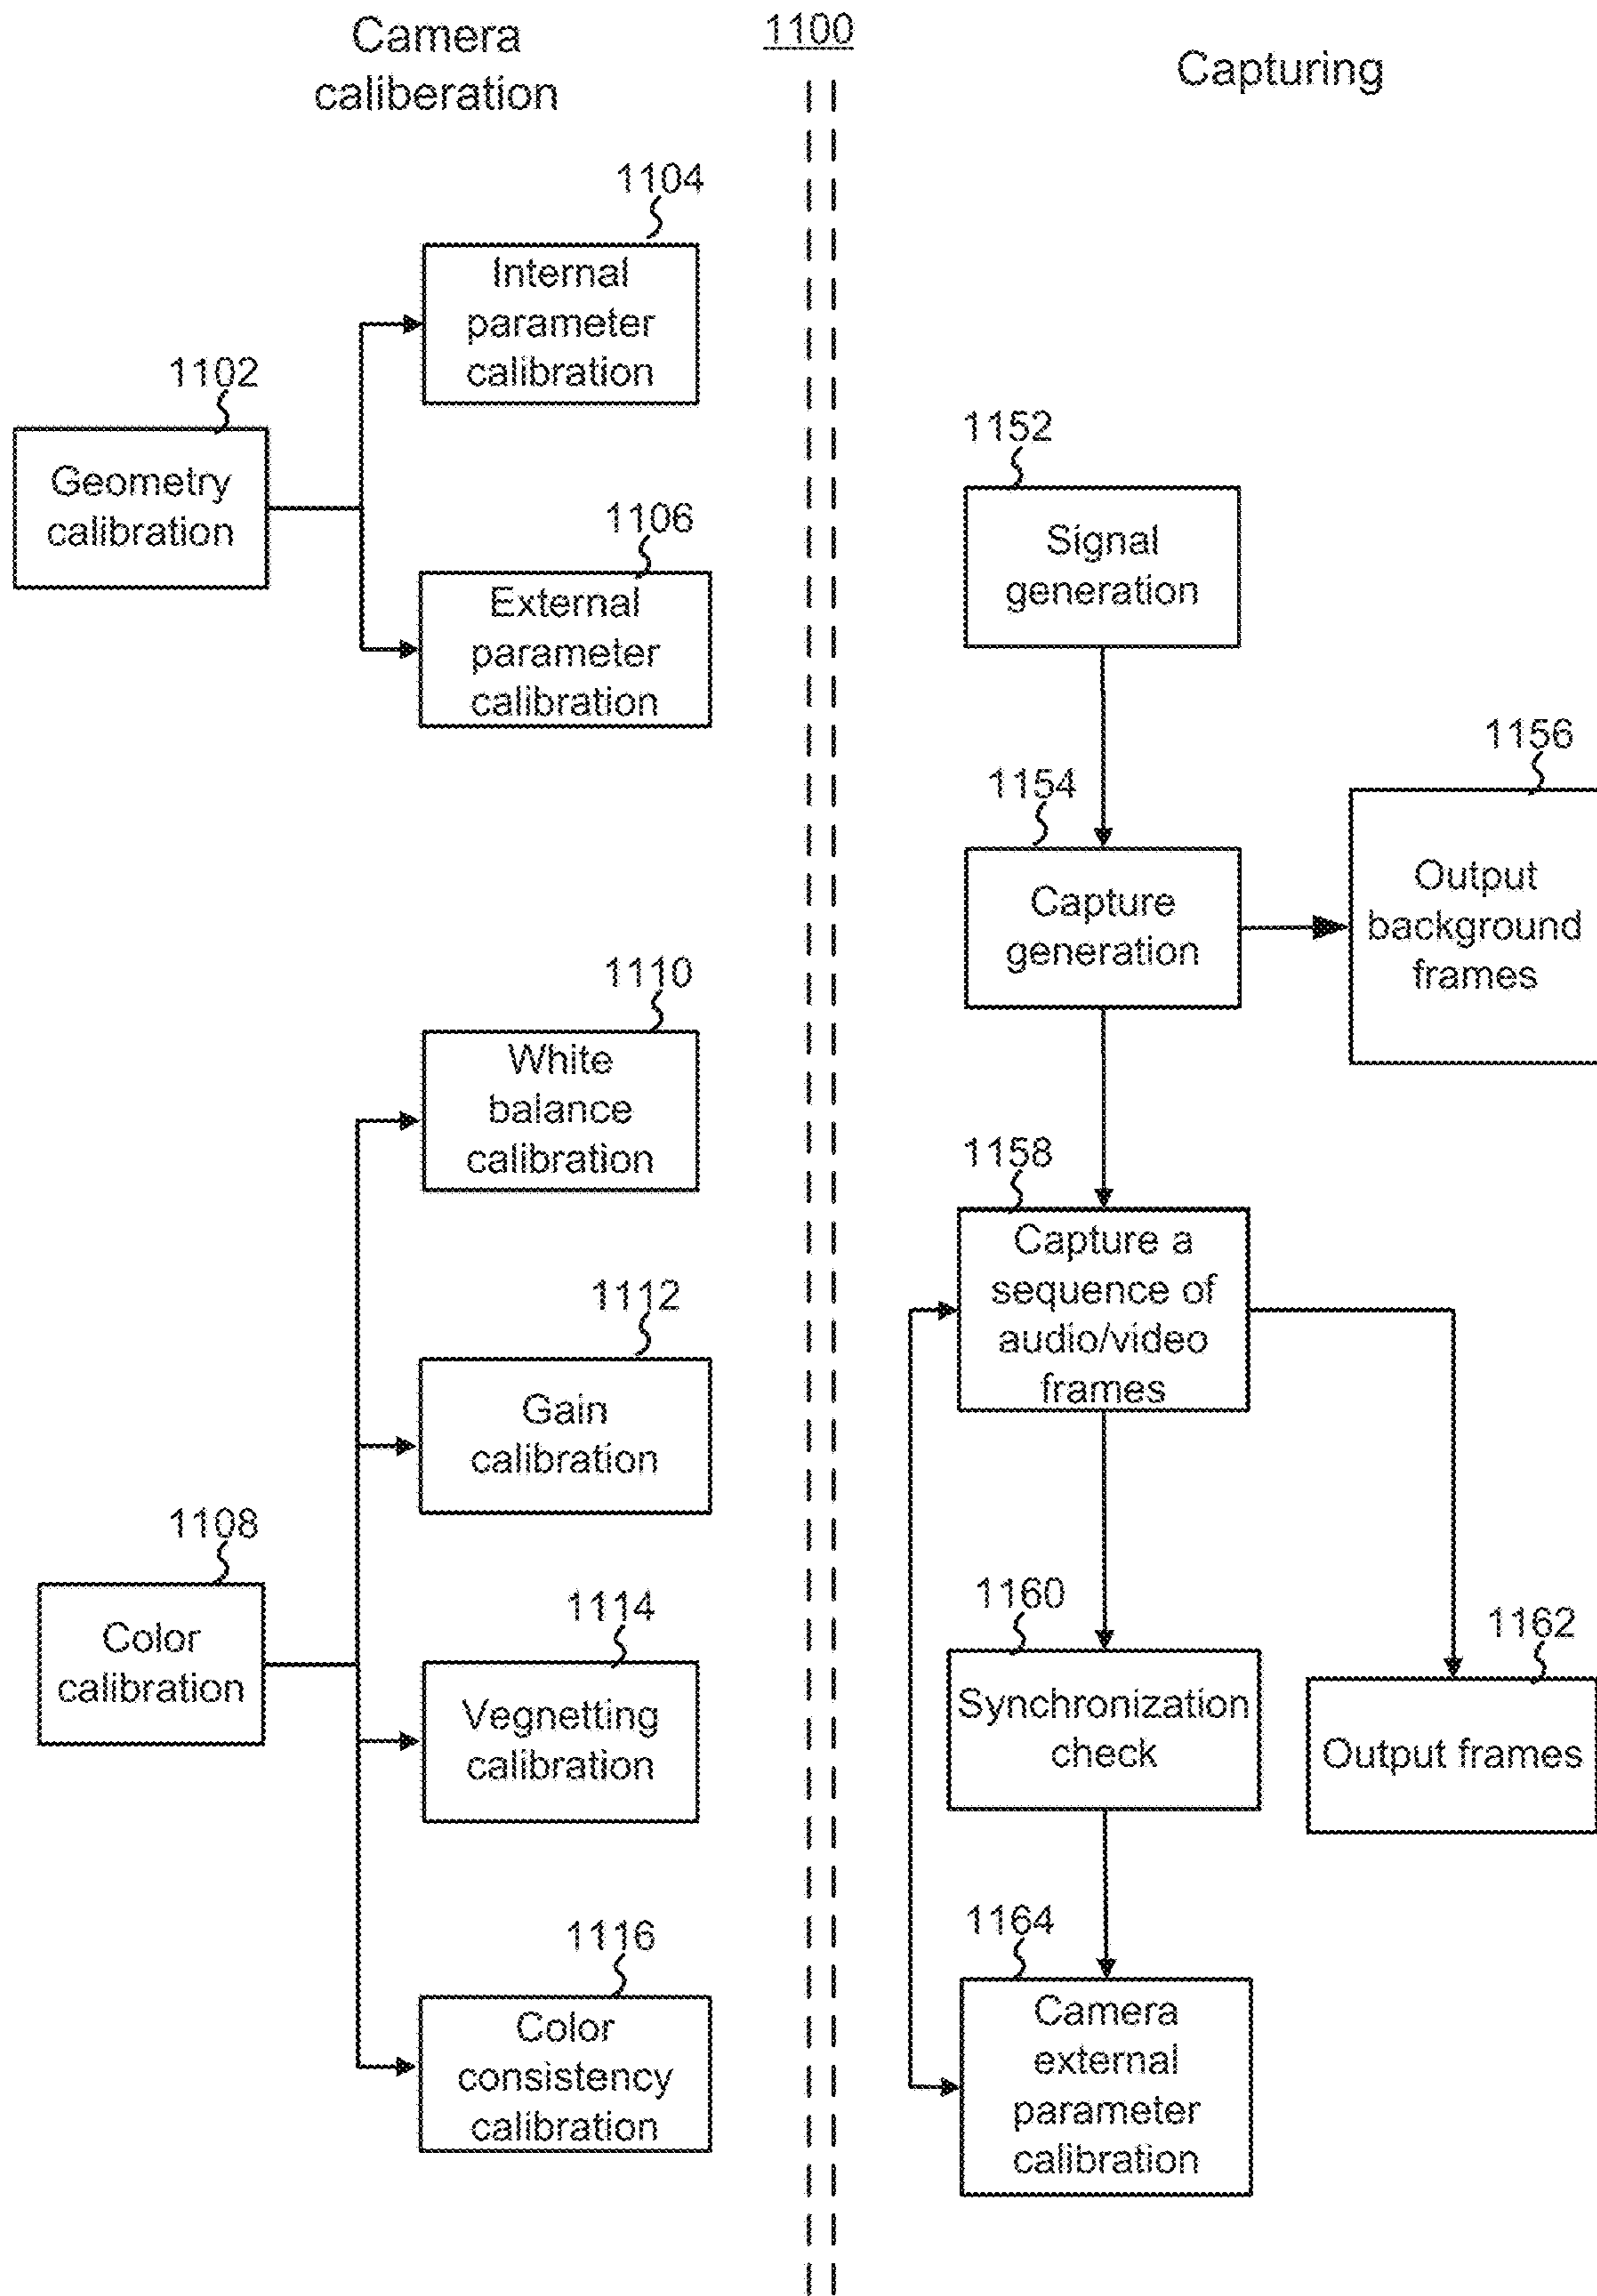 Camera
caliberation
1100
Capturing
1104
Internal
parameter
calibration
1102
Geometry
calibration
1106
External
parameter
calibration
1110
White
balance
calibration
1112
Gain
calibration
1108
Color
calibration
1114
Vegnetting
calibration
1116
Color
consistency
calibration
1152
Signal
generation
1154
Capture
generation
1156
Output
background
frames
1158
Capture a
sequence of
audio/video
frames
1160
Synchronization
check
1162
Output frames
1164
Camera
external
parameter
calibration